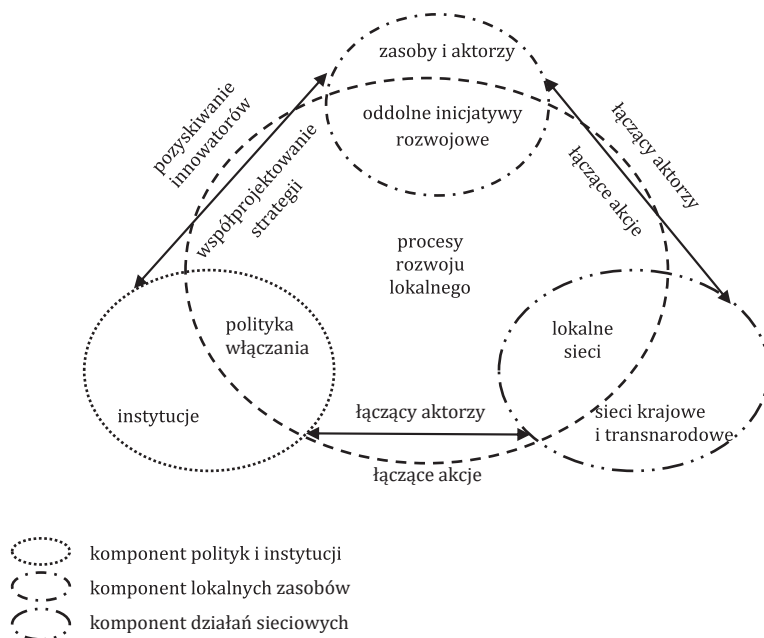 zasoby i aktorzy
oddolne inicjatywy
rozwojowe
pozyskiwanie
innowatorów
współprojektowanie
strategii
łączący aktorzy
łączące akcje
procesy
rozwoju
lokalnego
polityka
włączania
instytucje
lokalne
sieci
sieci krajowe
i transnarodowe
łączący aktorzy
łączące akcje
komponent polityk i instytucji
komponent lokalnych zasobów
komponent działań sieciowych